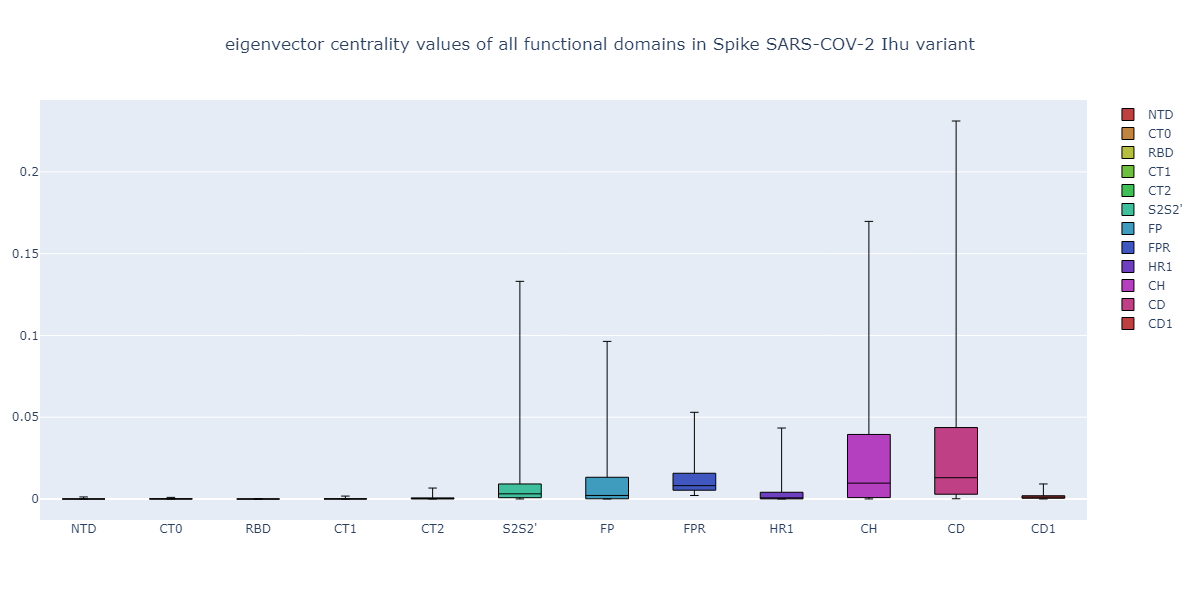 eigenvector centrality values of all functional domains in Spike SARS-COV-2 Ihu variant
0.2
0.15
0.1
0.05
0
NTD CT0 RBD CT1 CT2 S2S2' FP FPR HR1 CH CD CD1
NTD
CT0
RBD
CT1
CT2
S2S2'
FP
FPR
HR1
CH
CD
CD1